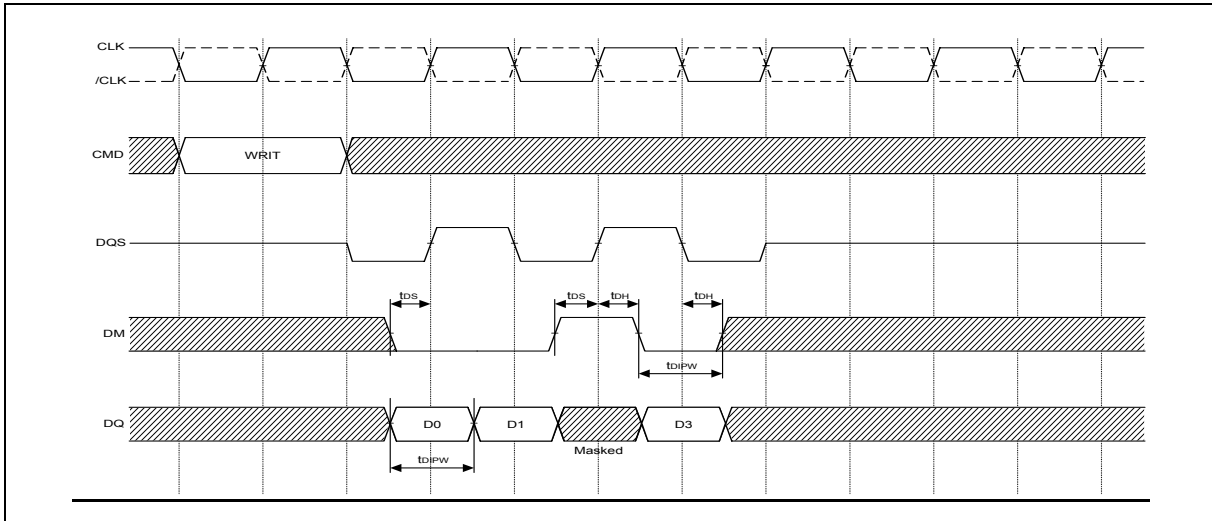 CLK
/CLK
CMD
WRIT
DQS
tDS
tDS
tDH
tDH
DM
tDIPW
DQ
D0
D1
D3
Masked
tDIPW